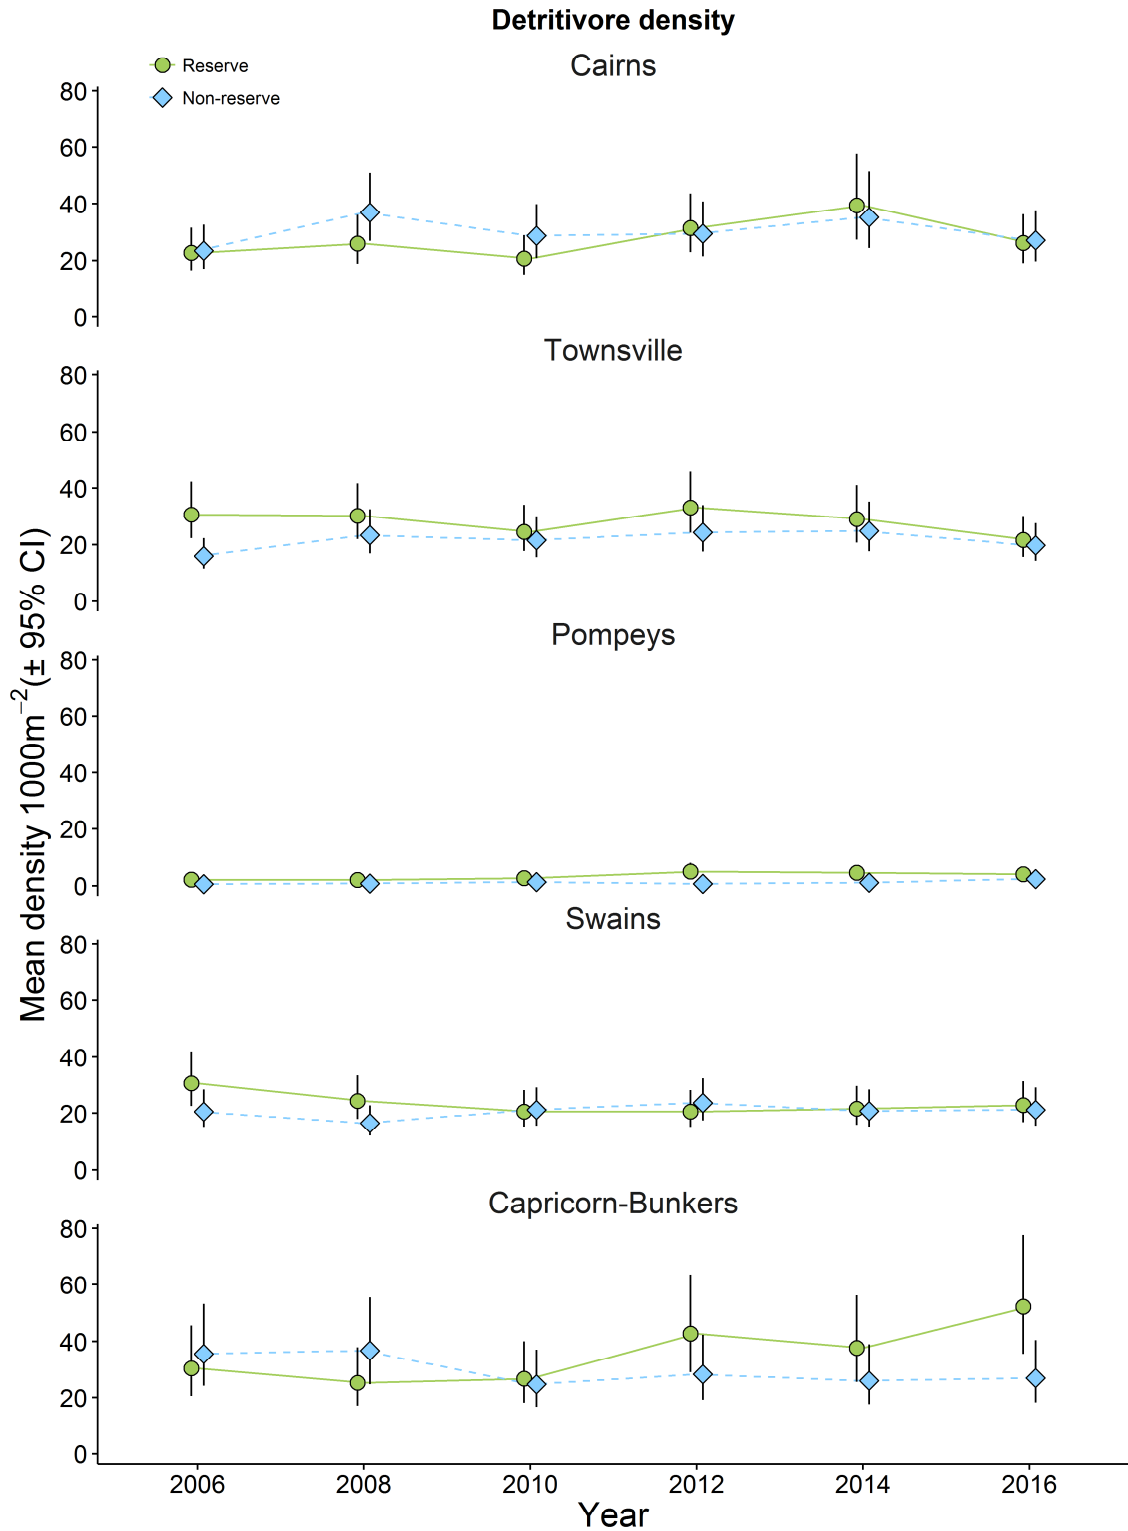 Detritivore density
Reserve
Non-reserve
Cairns
80
60
40
20
0
Townsville
80
60
40
20
0
Pompeys
80
60
40
20
0
Swains
80
60
40
20
0
Capricorn-Bunkers
80
60
40
20
0
Mean density 1000m⁻²(± 95% CI)
2006 2008 2010 2012 2014 2016
Year